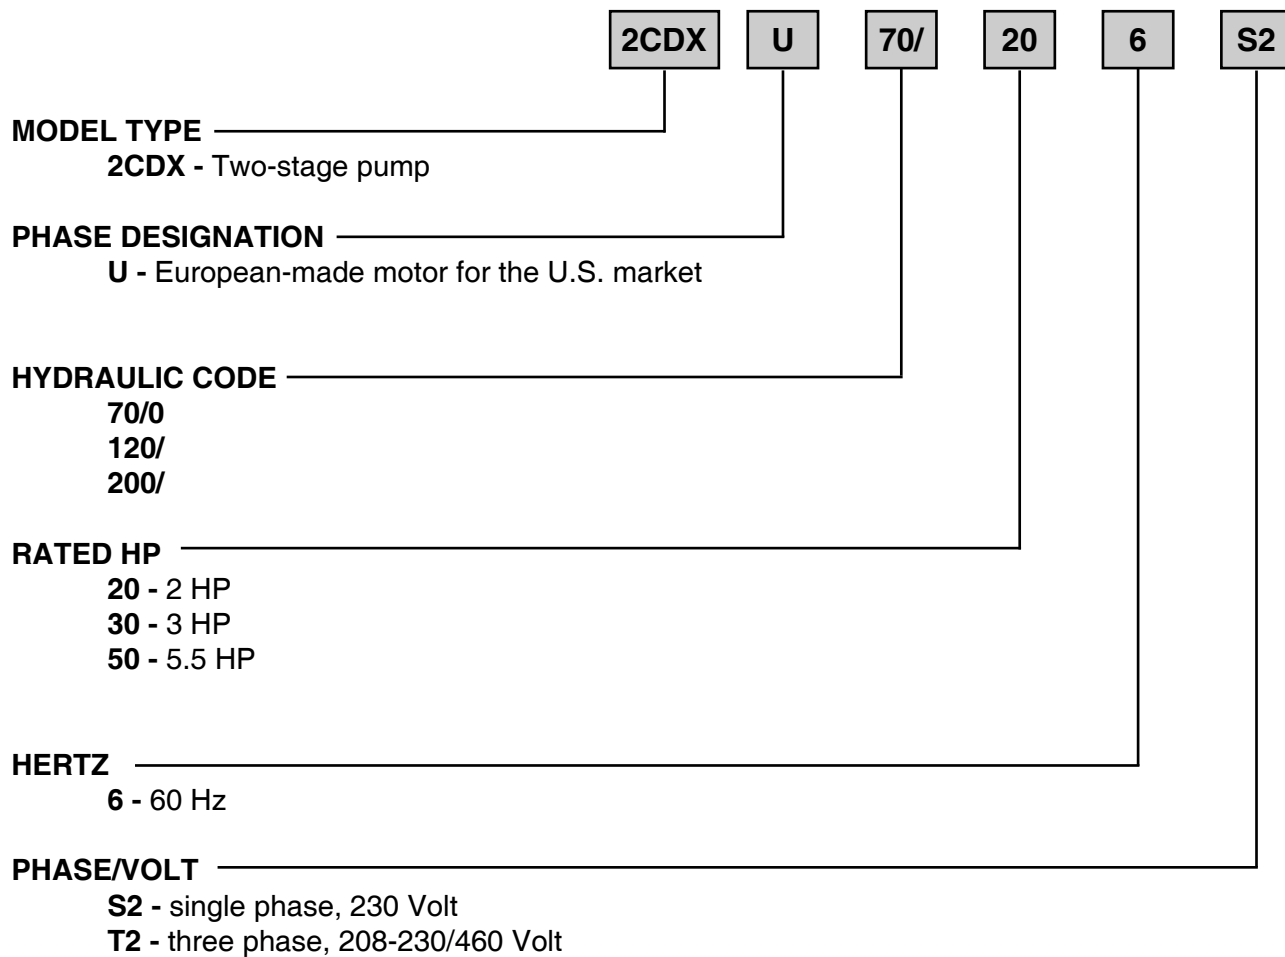 2CDX U 70/ 20 6 S2
MODEL TYPE
2CDX - Two-stage pump
PHASE DESIGNATION
U - European-made motor for the U.S. market
HYDRAULIC CODE
70/0
120/
200/
RATED HP
20 - 2 HP
30 - 3 HP
50 - 5.5 HP
HERTZ
6 - 60 Hz
PHASE/VOLT
S2 - single phase, 230 Volt
T2 - three phase, 208-230/460 Volt